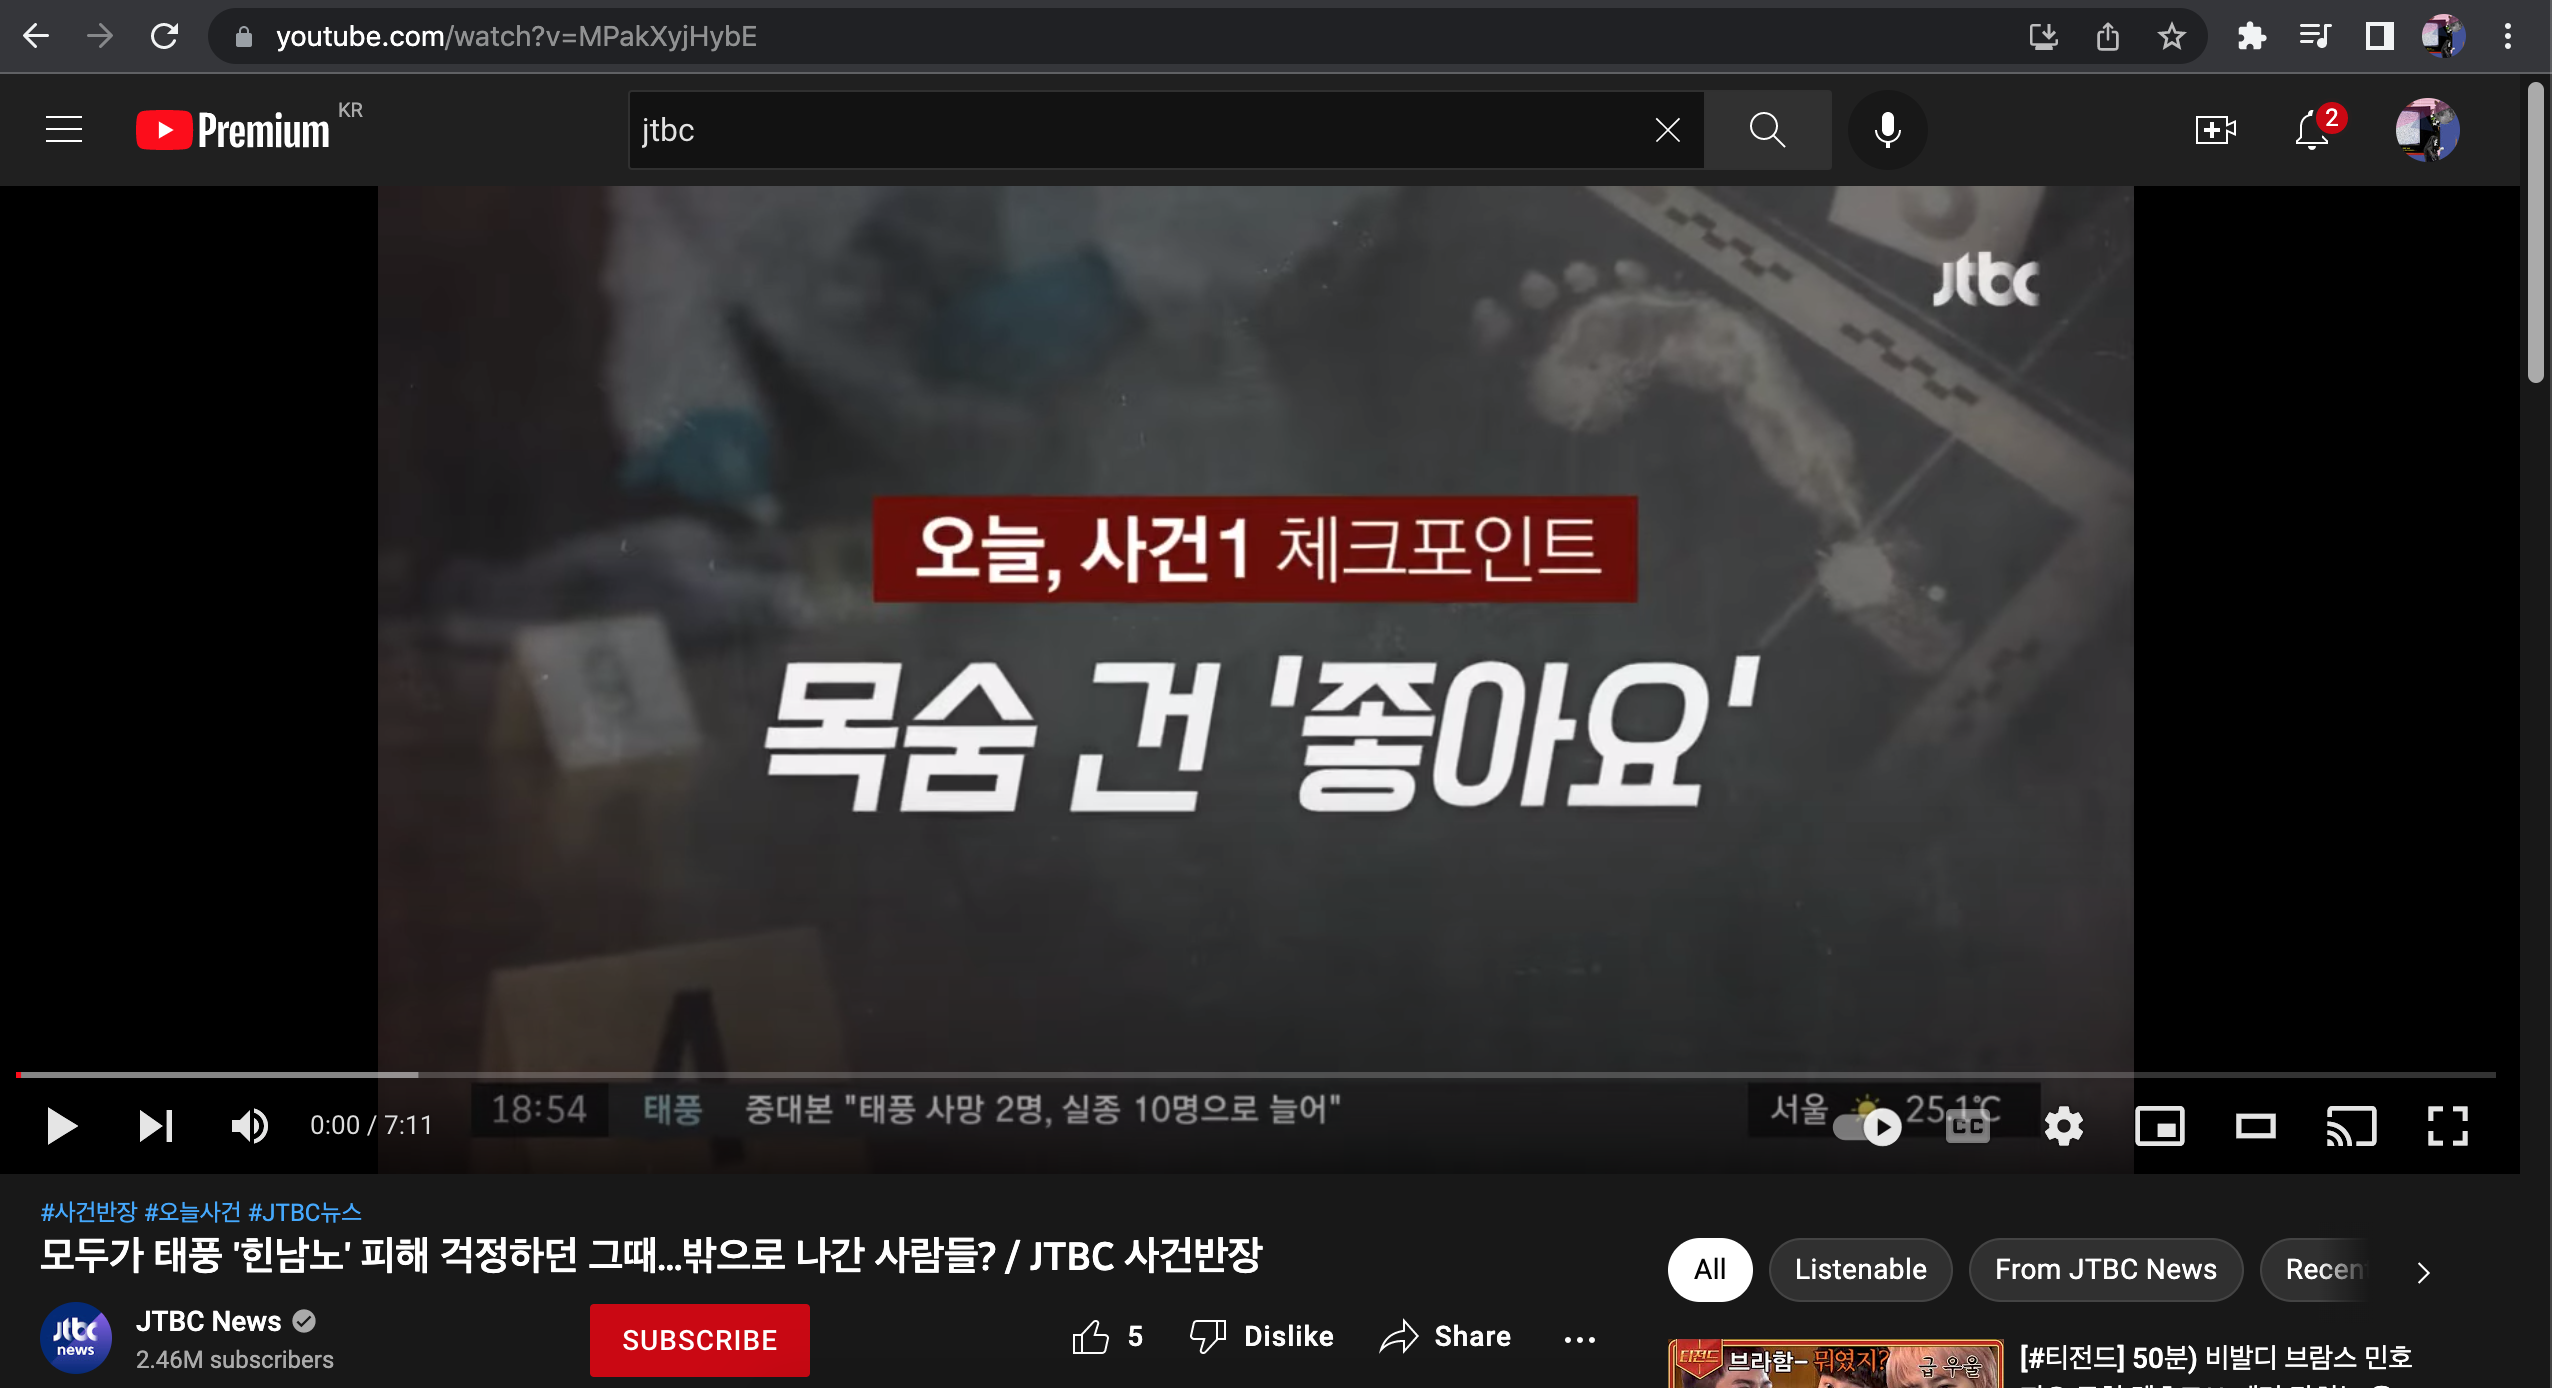 youtube.com/watch?v=MPakXyjHybE
Premium KR
jtbc
2
jtbc
오늘, 사건1 체크포인트
목숨 건 '좋아요'
0:00 / 7:11
18:54 태풍 중대본 "태풍 사망 2명, 실종 10명으로 늘어" 서울 25.1℃
CC
#사건반장 #오늘사건 #JTBC뉴스
모두가 태풍 '힌남노' 피해 걱정하던 그때...밖으로 나간 사람들? / JTBC 사건반장
All Listenable From JTBC News Recen
jtbc news
JTBC News
2.46M subscribers
SUBSCRIBE
5 Dislike Share
티전드 브라함- 뭐였지? 급 우울
[#티전드] 50분) 비발디 브람스 민호